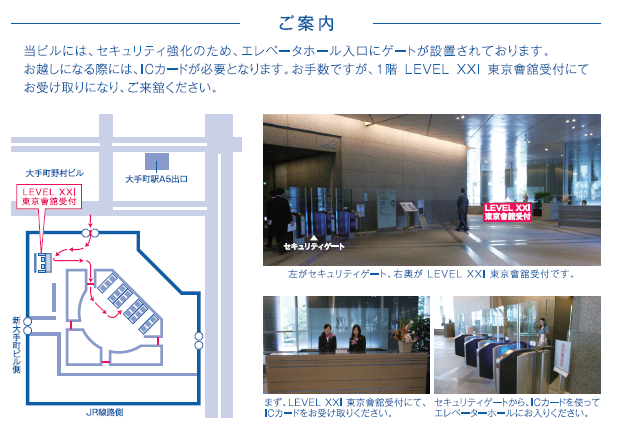 ご案内
当ビルには、セキュリティ強化のため、エレベータホール入口にゲートが設置されております。
お越しになる際には、ICカードが必要となります。お手数ですが、1階 LEVEL XXI 東京會舘受付にて
お受け取りになり、ご来舘ください。
大手町野村ビル
大手町駅A5出口
LEVEL XXI
東京會舘受付
新大手町ビル側
JR線路側
LEVEL XXI
東京會舘受付
セキュリティゲート
左がセキュリティゲート、右奥が LEVEL XXI 東京會舘受付です。
まず、LEVEL XXI 東京會舘受付にて、
ICカードをお受け取りください。
セキュリティゲートから、ICカードを使って
エレベーターホールにお入りください。